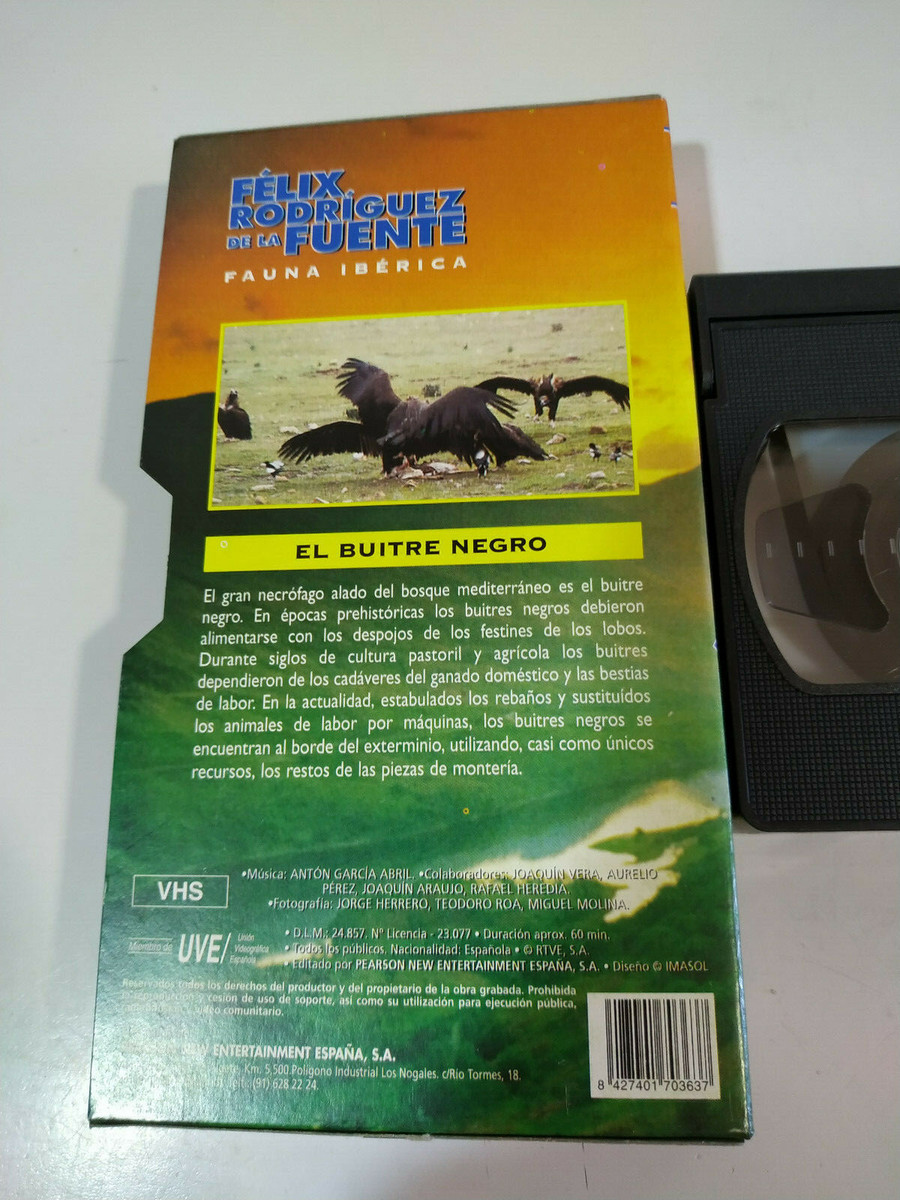 FÉLIX
RODRÍGUEZ
DE LA FUENTE
FAUNA IBÉRICA
EL BUITRE NEGRO
El gran necrófago alado del bosque mediterráneo es el buitre
negro. En épocas prehistóricas los buitres negros debieron
alimentarse con los despojos de los festines de los lobos.
Durante siglos de cultura pastoril y agrícola los buitres
dependieron de los cadáveres del ganado doméstico y las bestias
de labor. En la actualidad, estabulados los rebaños y sustituídos
los animales de labor por máquinas, los buitres negros se
encuentran al borde del exterminio, utilizando, casi como únicos
recursos, los restos de las piezas de montería.
VHS
•Música: ANTÓN GARCÍA ABRIL. •Colaboradores: JOAQUÍN VERA, AURELIO
PÉREZ, JOAQUÍN ARAUJO, RAFAEL HEREDIA.
•Fotografía: JORGE HERRERO, TEODORO ROA, MIGUEL MOLINA.
Miembro de UVE/ Unión Videográfica Española
• D.L.M.: 24.857. Nº Licencia - 23.077 • Duración aprox. 60 min.
• Todos los públicos. Nacionalidad: Española • © RTVE, S.A.
• Editado por PEARSON NEW ENTERTAINMENT ESPAÑA, S.A. • Diseño © IMASOL
Reservados todos los derechos del productor y del propietario de la obra grabada. Prohibida
la reproducción y cesión de uso de soporte, así como su utilización para ejecución pública,
vídeo comunitario.
NEW ENTERTAINMENT ESPAÑA, S.A.
Km. 5,500.Polígono Industrial Los Nogales. c/Río Tormes, 18.
Telf.: (91) 628 22 24.
8 427401 703637